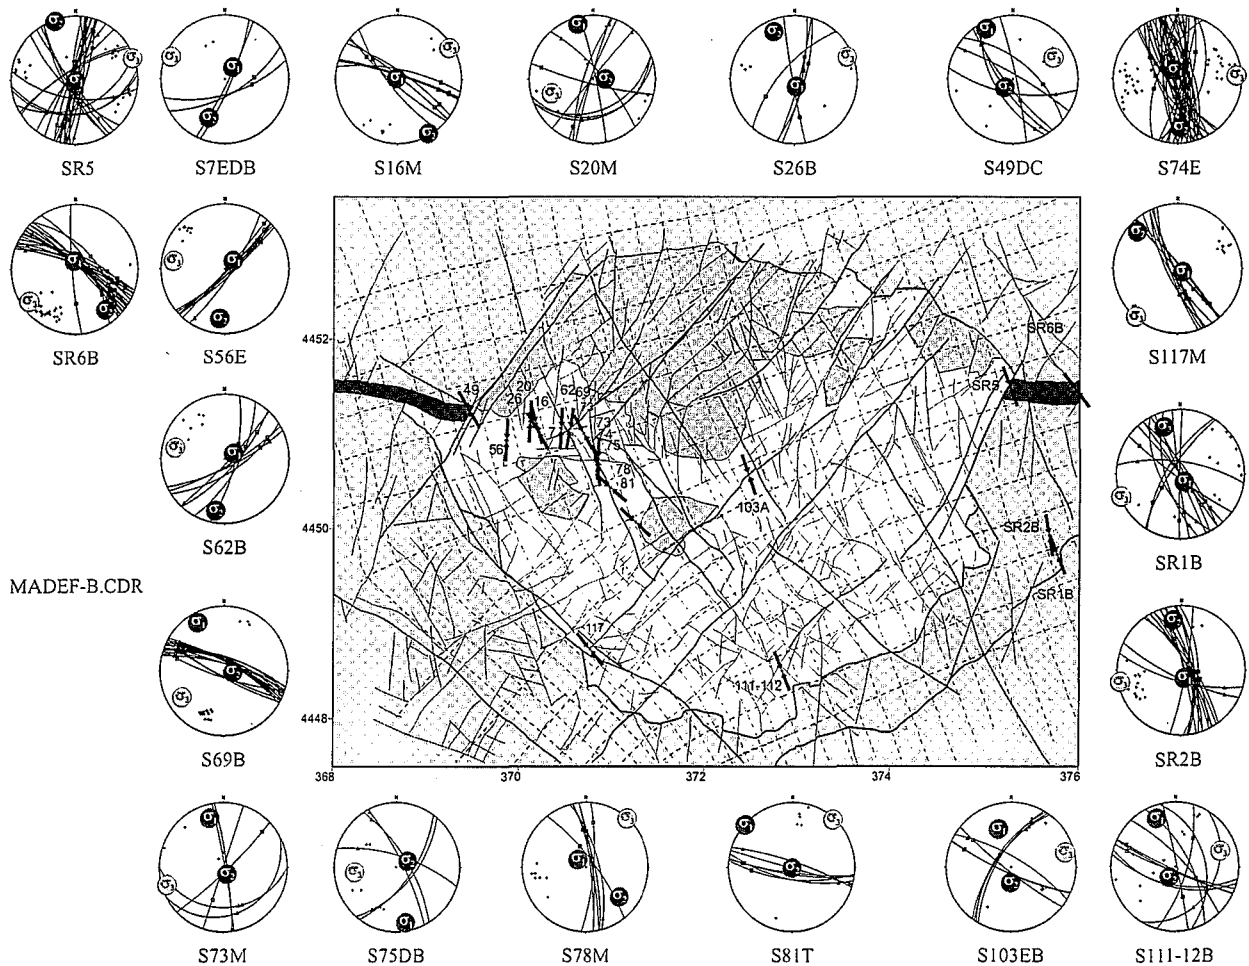 SR5
S7EDB
S16M
S20M
S26B
S49DC
S74E
SR6B
S56E
S117M
S62B
SR1B
MADEF-B.CDR
S69B
SR2B
S73M
S75DB
S78M
S81T
S103EB
S111-12B
4452
4450
4448
368
370
372
374
376
SR6B
SR5
20
26
16
62
69
56
73
78
81
103A
SR2B
SR1B
117
111-112